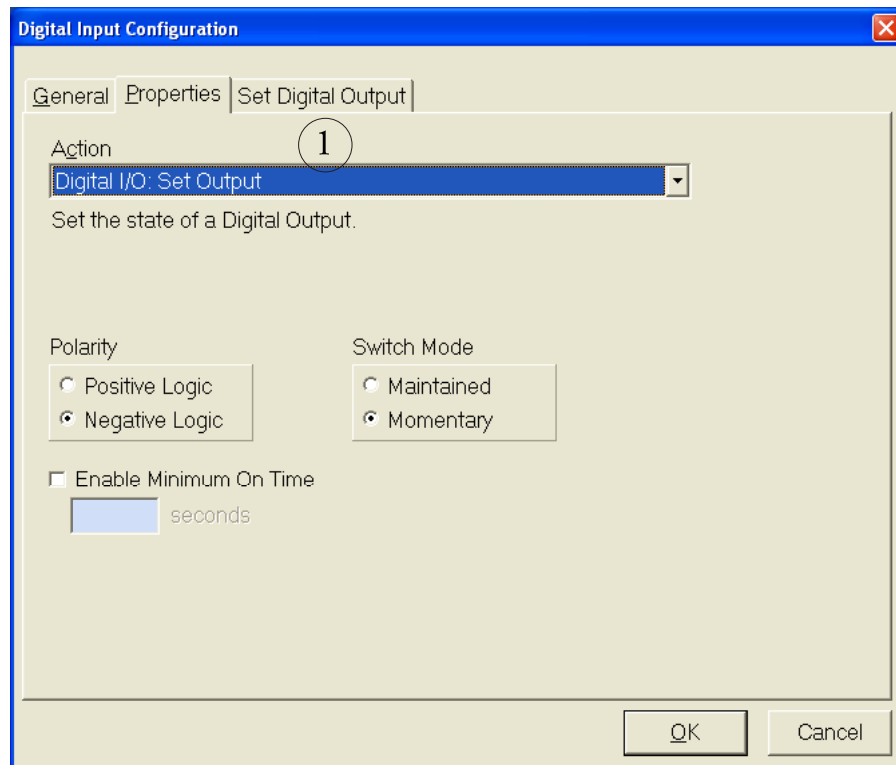 Digital Input Configuration
General Properties Set Digital Output
Action
1
Digital I/O: Set Output
Set the state of a Digital Output.
Polarity Switch Mode
Positive Logic Maintained
Negative Logic Momentary
Enable Minimum On Time
seconds
OK Cancel